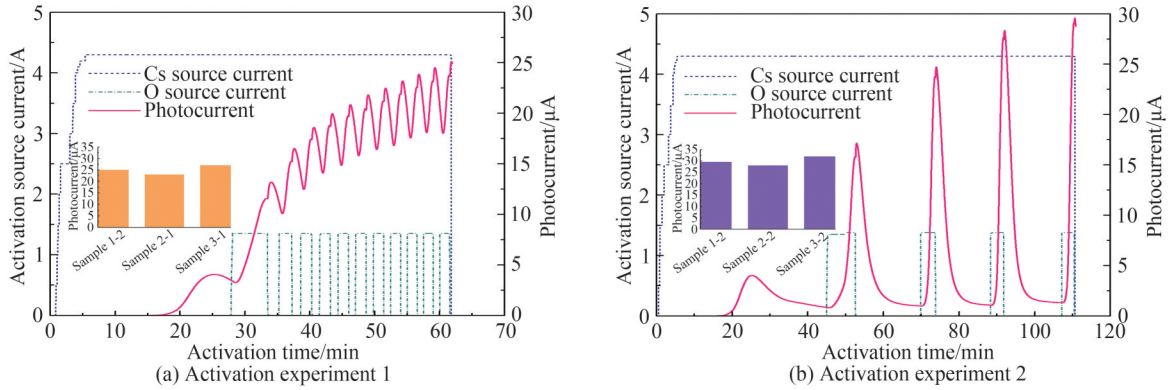 (a)
5
4
3
2
1
0
Activation source current/A
30
25
20
15
10
5
0
Photocurrent/μA
Cs source current
O source current
Photocurrent
35
30
25
20
15
10
5
0
Photocurrent/μA
Sample 1-2
Sample 2-1
Sample 3-1
0 10 20 30 40 50 60 70
Activation time/min
(a) Activation experiment 1
(b)
5
4
3
2
1
0
Activation source current/A
30
25
20
15
10
5
0
Photocurrent/μA
Cs source current
O source current
Photocurrent
35
30
25
20
15
10
5
0
Photocurrent/μA
Sample 1-2
Sample 2-2
Sample 3-2
0 20 40 60 80 100 120
Activation time/min
(b) Activation experiment 2